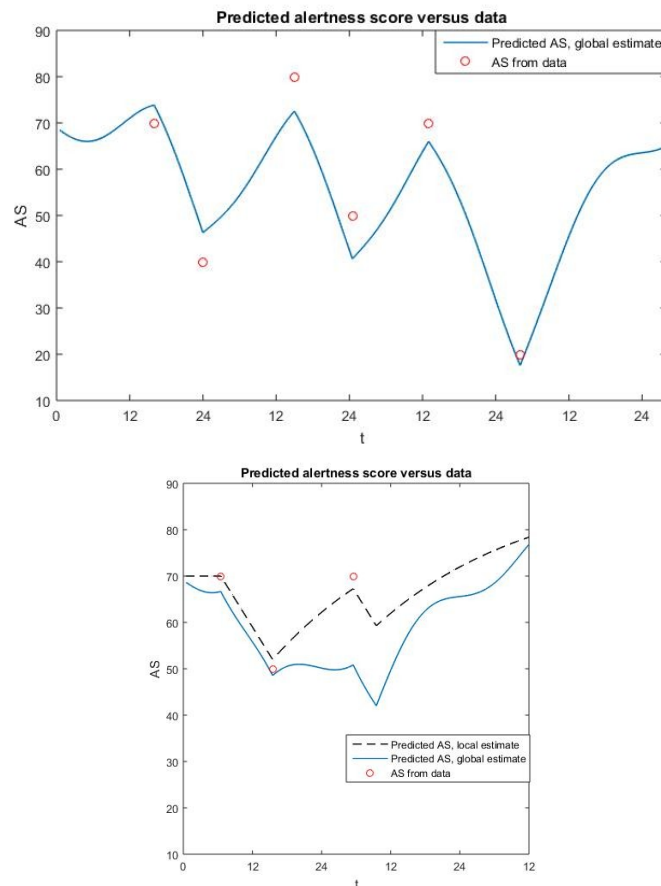 Predicted alertness score versus data
90
80
70
60
50
40
30
20
10
AS
Predicted AS, global estimate
AS from data
0 12 24 12 24 12 24 12 24
t
Predicted alertness score versus data
90
80
70
60
50
40
30
20
10
AS
Predicted AS, local estimate
Predicted AS, global estimate
AS from data
0 12 24 12 24 12
t